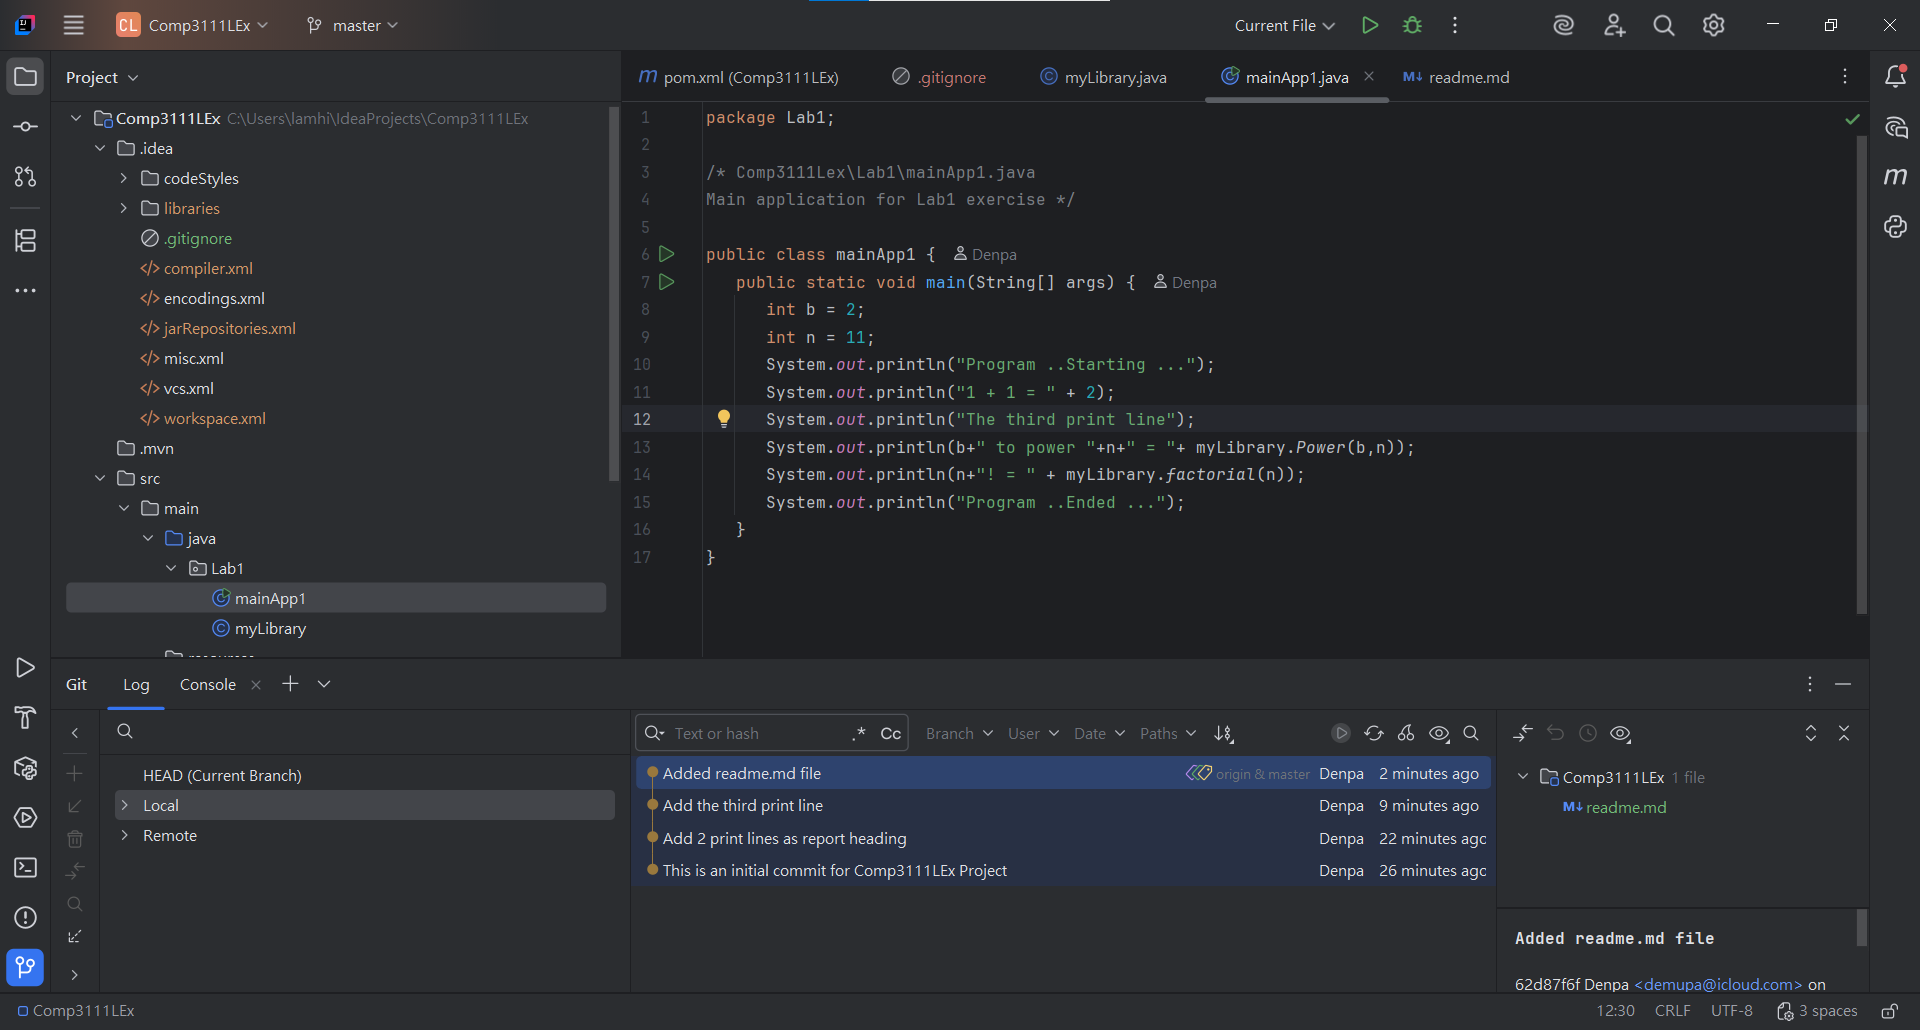 CL Comp3111LEx
master
Current File
Project
m pom.xml (Comp3111LEx)
.gitignore
myLibrary.java
mainApp1.java
M↓ readme.md
Comp3111LEx C:\Users\lamhi\IdeaProjects\Comp3111LEx
.idea
codeStyles
libraries
.gitignore
</> compiler.xml
</> encodings.xml
</> jarRepositories.xml
</> misc.xml
</> vcs.xml
</> workspace.xml
.mvn
src
main
java
Lab1
mainApp1
myLibrary
1 package Lab1;
2
3 /* Comp3111Lex\Lab1\mainApp1.java
4 Main application for Lab1 exercise */
5
6 public class mainApp1 { Denpa
7 public static void main(String[] args) { Denpa
8 int b = 2;
9 int n = 11;
10 System.out.println("Program ..Starting ...");
11 System.out.println("1 + 1 = " + 2);
12 System.out.println("The third print line");
13 System.out.println(b+" to power "+n+" = "+ myLibrary.Power(b,n));
14 System.out.println(n+"! = " + myLibrary.factorial(n));
15 System.out.println("Program ..Ended ...");
16 }
17 }
Git
Log
Console
HEAD (Current Branch)
Local
Remote
Text or hash .* Cc
Branch
User
Date
Paths
Added readme.md file origin & master Denpa 2 minutes ago
Add the third print line Denpa 9 minutes ago
Add 2 print lines as report heading Denpa 22 minutes ago
This is an initial commit for Comp3111LEx Project Denpa 26 minutes ago
Comp3111LEx 1 file
M↓ readme.md
Added readme.md file
62d87f6f Denpa <demupa@icloud.com> on
Comp3111LEx
12:30
CRLF
UTF-8
3 spaces